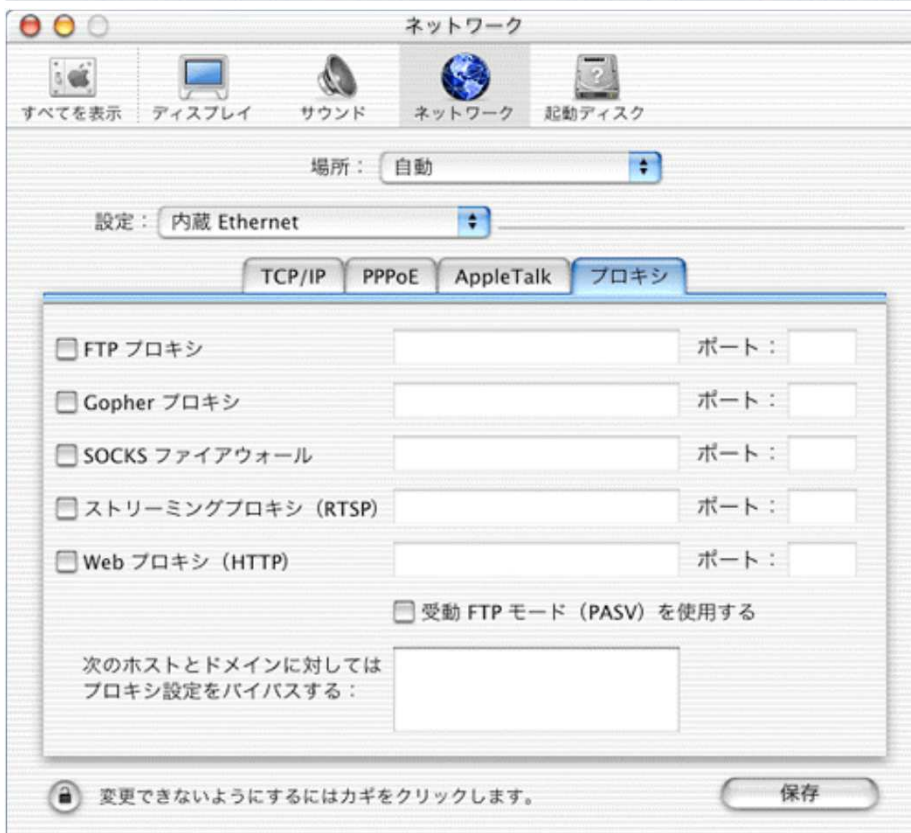 ネットワーク
すべてを表示 ディスプレイ サウンド ネットワーク 起動ディスク
場所： 自動
設定： 内蔵 Ethernet
TCP/IP PPPoE AppleTalk プロキシ
FTP プロキシ ポート：
Gopher プロキシ ポート：
SOCKS ファイアウォール ポート：
ストリーミングプロキシ（RTSP） ポート：
Web プロキシ（HTTP） ポート：
受動 FTP モード（PASV）を使用する
次のホストとドメインに対しては
プロキシ設定をバイパスする：
変更できないようにするにはカギをクリックします。 保存